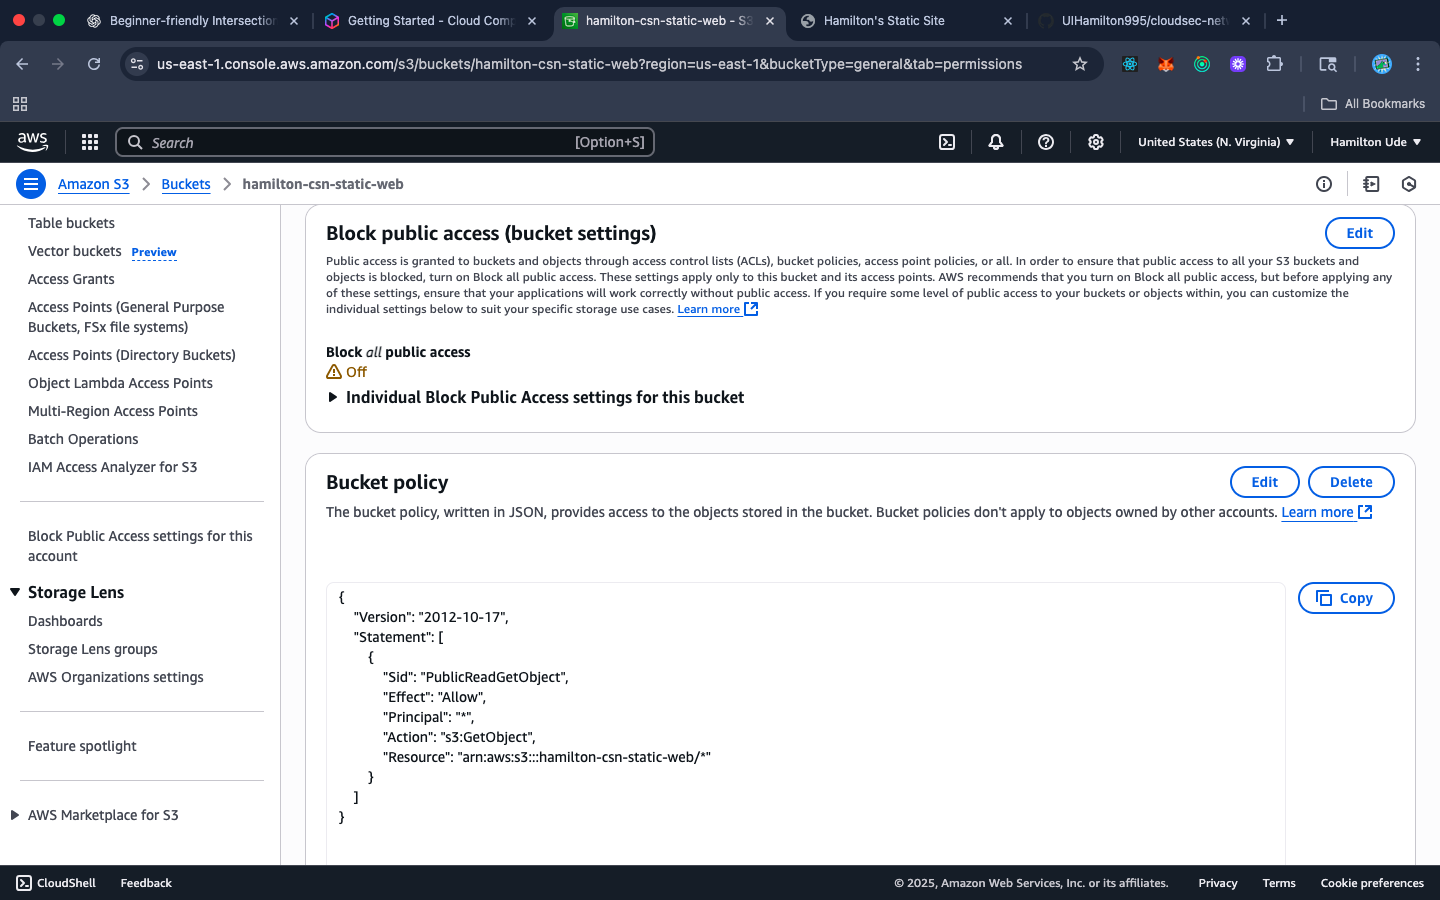 Beginner-friendly Intersection
Getting Started - Cloud Comp
hamilton-csn-static-web - S3
Hamilton's Static Site
UIHamilton995/cloudsec-netw
us-east-1.console.aws.amazon.com/s3/buckets/hamilton-csn-static-web?region=us-east-1&bucketType=general&tab=permissions
All Bookmarks
aws
Search
[Option+S]
United States (N. Virginia)
Hamilton Ude
Amazon S3
Buckets
hamilton-csn-static-web
Table buckets
Vector buckets Preview
Access Grants
Access Points (General Purpose
Buckets, FSx file systems)
Access Points (Directory Buckets)
Object Lambda Access Points
Multi-Region Access Points
Batch Operations
IAM Access Analyzer for S3
Block Public Access settings for this
account
Storage Lens
Dashboards
Storage Lens groups
AWS Organizations settings
Feature spotlight
AWS Marketplace for S3
Block public access (bucket settings)
Edit
Public access is granted to buckets and objects through access control lists (ACLs), bucket policies, access point policies, or all. In order to ensure that public access to all your S3 buckets and
objects is blocked, turn on Block all public access. These settings apply only to this bucket and its access points. AWS recommends that you turn on Block all public access, but before applying any
of these settings, ensure that your applications will work correctly without public access. If you require some level of public access to your buckets or objects within, you can customize the
individual settings below to suit your specific storage use cases. Learn more
Block all public access
Off
Individual Block Public Access settings for this bucket
Bucket policy
Edit
Delete
The bucket policy, written in JSON, provides access to the objects stored in the bucket. Bucket policies don't apply to objects owned by other accounts. Learn more
Copy
{
"Version": "2012-10-17",
"Statement": [
{
"Sid": "PublicReadGetObject",
"Effect": "Allow",
"Principal": "*",
"Action": "s3:GetObject",
"Resource": "arn:aws:s3:::hamilton-csn-static-web/*"
}
]
}
CloudShell
Feedback
© 2025, Amazon Web Services, Inc. or its affiliates.
Privacy
Terms
Cookie preferences